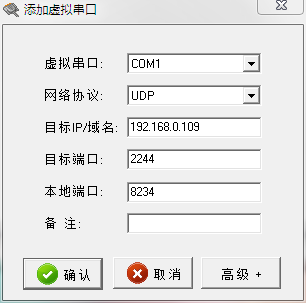 添加虚拟串口
虚拟串口: COM1
网络协议: UDP
目标IP/域名: 192.168.0.109
目标端口: 2244
本地端口: 8234
备 注:
确认 取消 高级 +